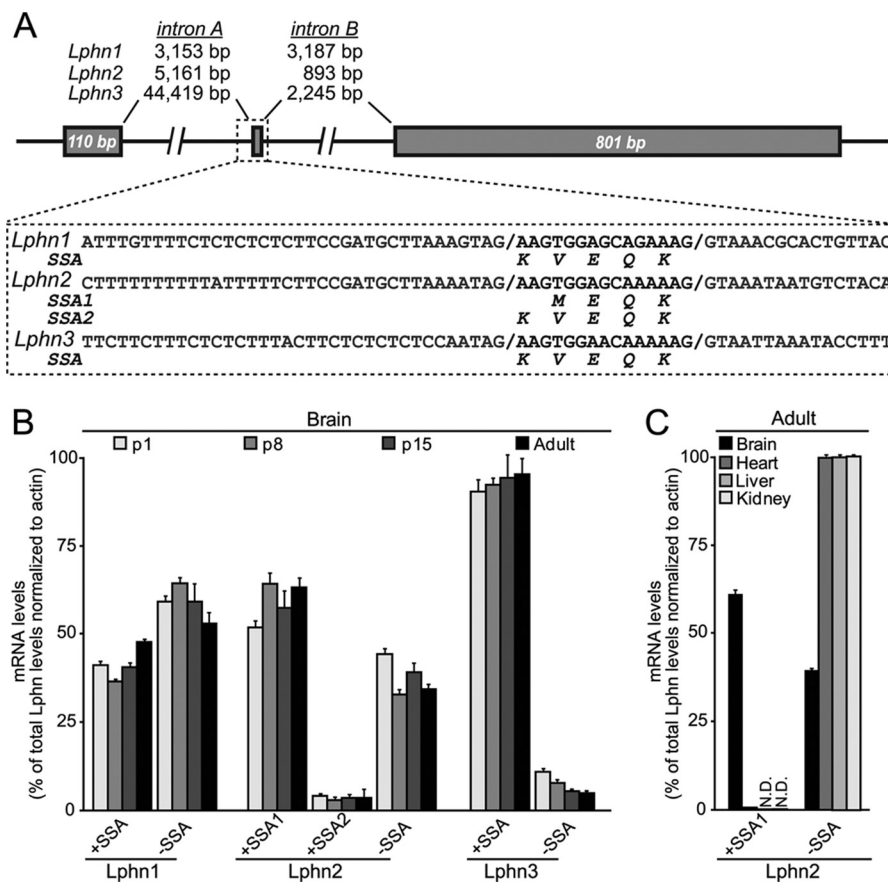 A
intron A intron B
Lphn1 3,153 bp 3,187 bp
Lphn2 5,161 bp 893 bp
Lphn3 44,419 bp 2,245 bp
110 bp 801 bp
Lphn1 ATTTGTTTTCTCTCTCTCTTCCGATGCTTAAAGTAG/AAGTGGAGCAGAAAG/GTAAACGCACTGTTAC
SSA K V E Q K
Lphn2 CTTTTTTTTTTATTTTTCTTCCGATGCTTAAAATAG/AAGTGGAGCAAAAAG/GTAAATAATGTCTACA
SSA1 M E Q K
SSA2 K V E Q K
Lphn3 TTCTTCTTTCTCTCTTTACTTCTCTCTCTCCAATAG/AAGTGGAACAAAAAG/GTAATTAAATACCTTT
SSA K V E Q K
B
Brain
p1 p8 p15 Adult
mRNA levels
(% of total Lphn levels normalized to actin)
100
75
50
25
0
+SSA -SSA +SSA1 +SSA2 -SSA +SSA -SSA
Lphn1 Lphn2 Lphn3
C
Adult
Brain
Heart
Liver
Kidney
mRNA levels
(% of total Lphn levels normalized to actin)
100
75
50
25
0
N.D.
N.D.
+SSA1 -SSA
Lphn2